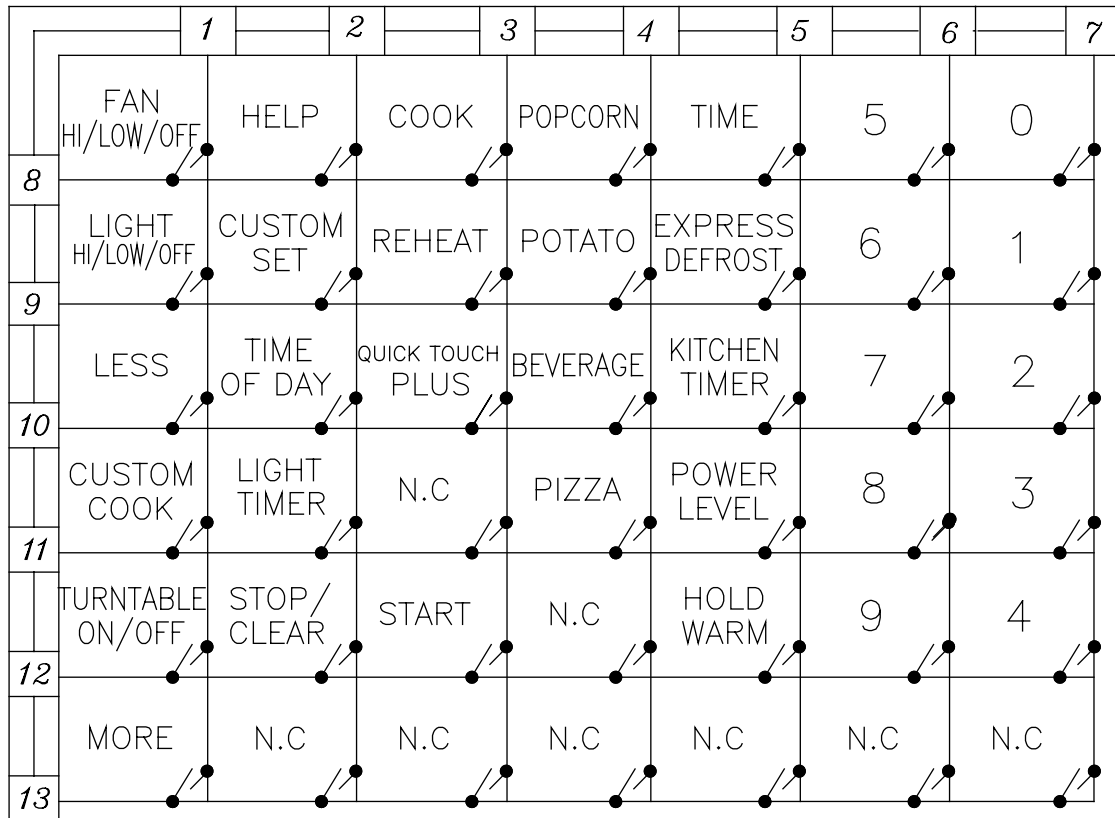 1 2 3 4 5 6 7
FAN HELP COOK POPCORN TIME 5 0
HI/LOW/OFF
8
LIGHT CUSTOM REHEAT POTATO EXPRESS 6 1
HI/LOW/OFF SET DEFROST
9
LESS TIME QUICK TOUCH BEVERAGE KITCHEN 7 2
OF DAY PLUS TIMER
10
CUSTOM LIGHT N.C PIZZA POWER 8 3
COOK TIMER LEVEL
11
TURNTABLE STOP/ START N.C HOLD 9 4
ON/OFF CLEAR WARM
12
MORE N.C N.C N.C N.C N.C N.C
13